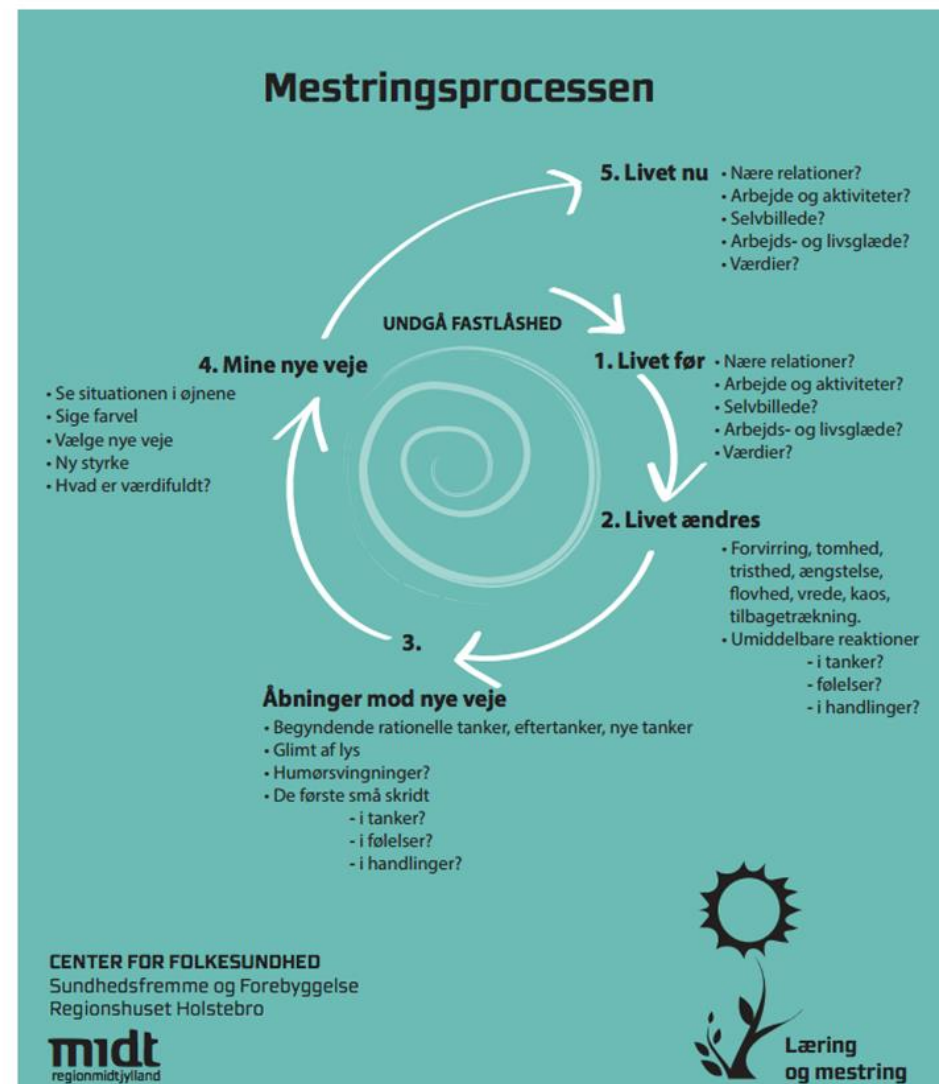 Mestringsprocessen
5. Livet nu
• Nære relationer?
• Arbejde og aktiviteter?
• Selvbillede?
• Arbejds- og livsglæde?
• Værdier?
UNDGÅ FASTLÅSHED
1. Livet før
• Nære relationer?
• Arbejde og aktiviteter?
• Selvbillede?
• Arbejds- og livsglæde?
• Værdier?
2. Livet ændres
• Forvirring, tomhed,
tristhed, ængstelse,
flovhed, vrede, kaos,
tilbagetrækning.
• Umiddelbare reaktioner
- i tanker?
- følelser?
- i handlinger?
3.
Åbninger mod nye veje
• Begyndende rationelle tanker, eftertanker, nye tanker
• Glimt af lys
• Humørsvingninger?
• De første små skridt
- i tanker?
- i følelser?
- i handlinger?
4. Mine nye veje
• Se situationen i øjnene
• Sige farvel
• Vælge nye veje
• Ny styrke
• Hvad er værdifuldt?
CENTER FOR FOLKESUNDHED
Sundhedsfremme og Forebyggelse
Regionshuset Holstebro
midt
regionmidtjylland
Læring
og mestring